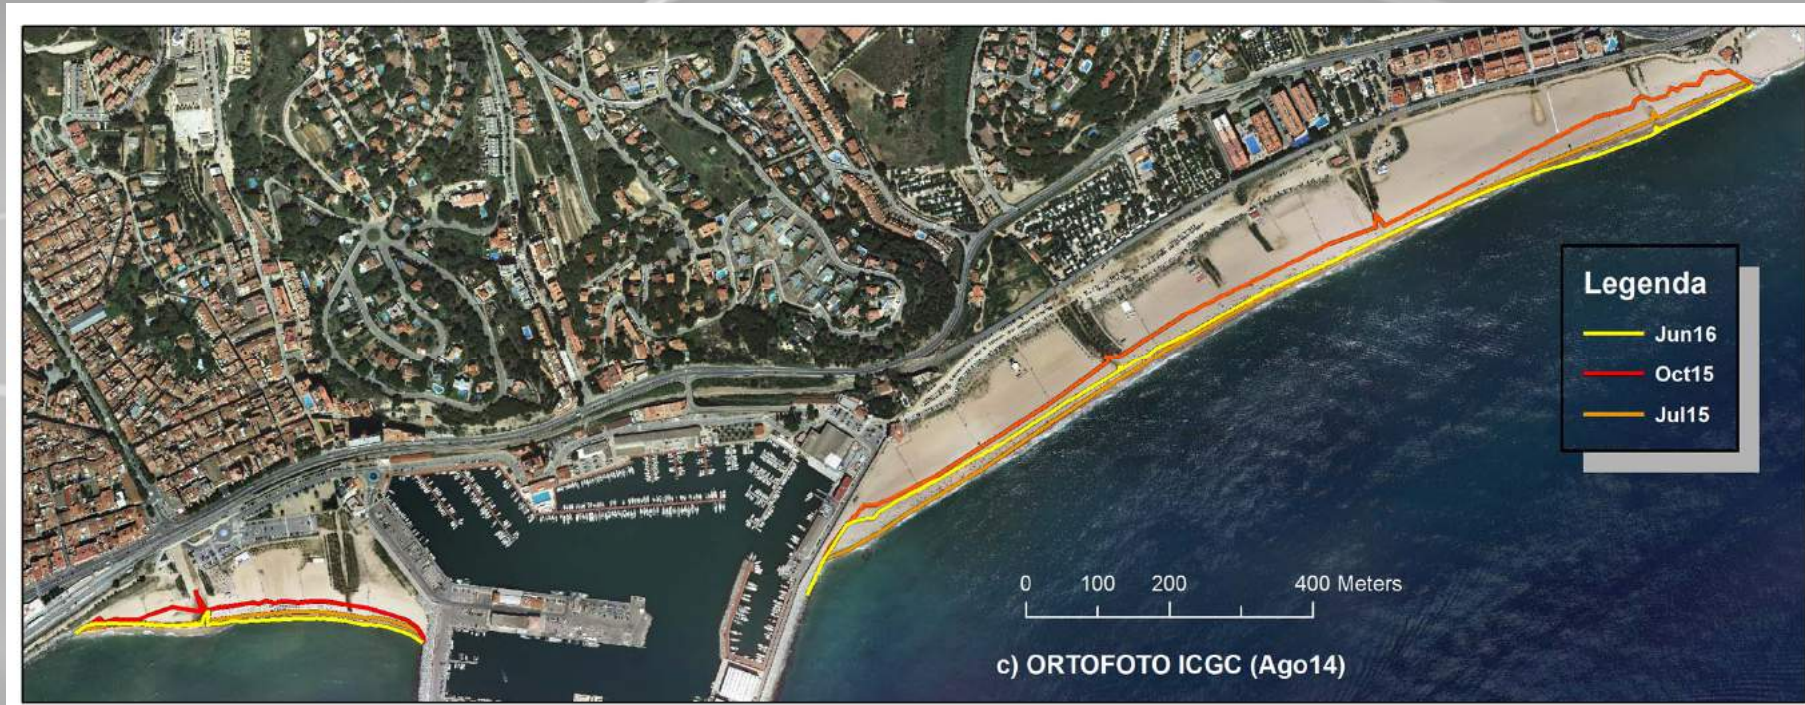 Legenda
Jun16
Oct15
Jul15
0 100 200 400 Meters
c) ORTOFOTO ICGC (Ago14)